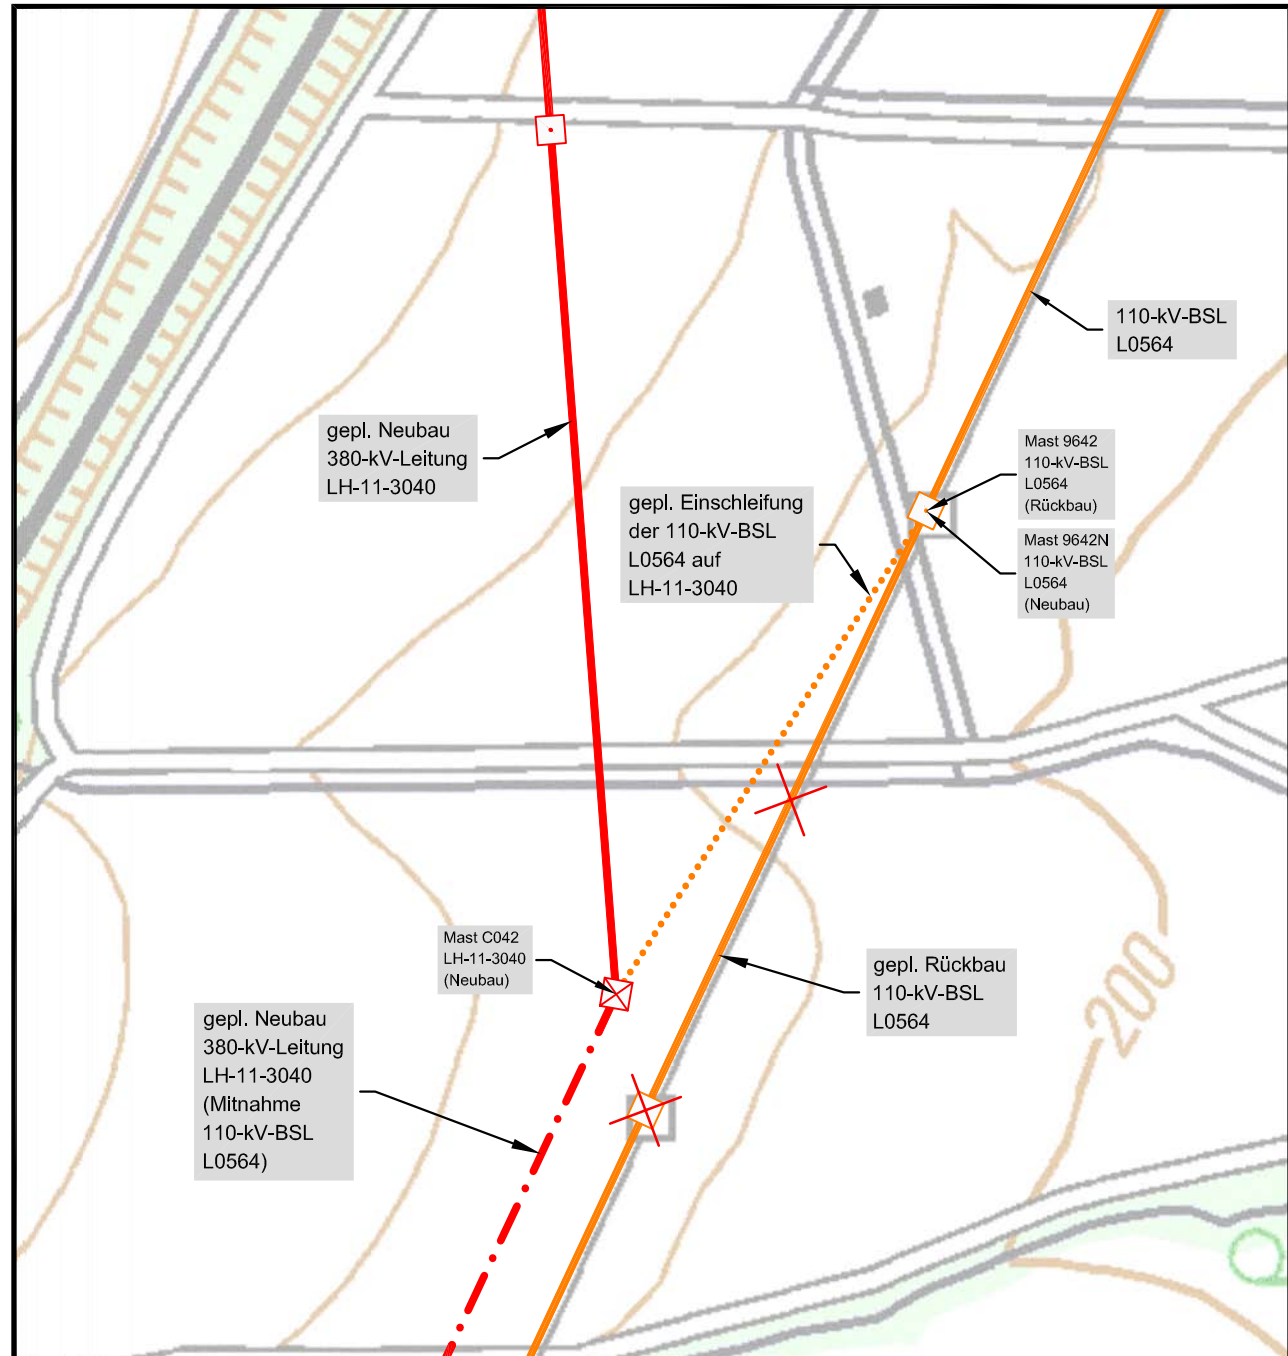 110-kV-BSL
L0564
gepl. Neubau
380-kV-Leitung
LH-11-3040
Mast 9642
110-kV-BSL
L0564
(Rückbau)
gepl. Einschleifung
der 110-kV-BSL
L0564 auf
LH-11-3040
Mast 9642N
110-kV-BSL
L0564
(Neubau)
Mast C042
LH-11-3040
(Neubau)
gepl. Rückbau
110-kV-BSL
L0564
200
gepl. Neubau
380-kV-Leitung
LH-11-3040
(Mitnahme
110-kV-BSL
L0564)